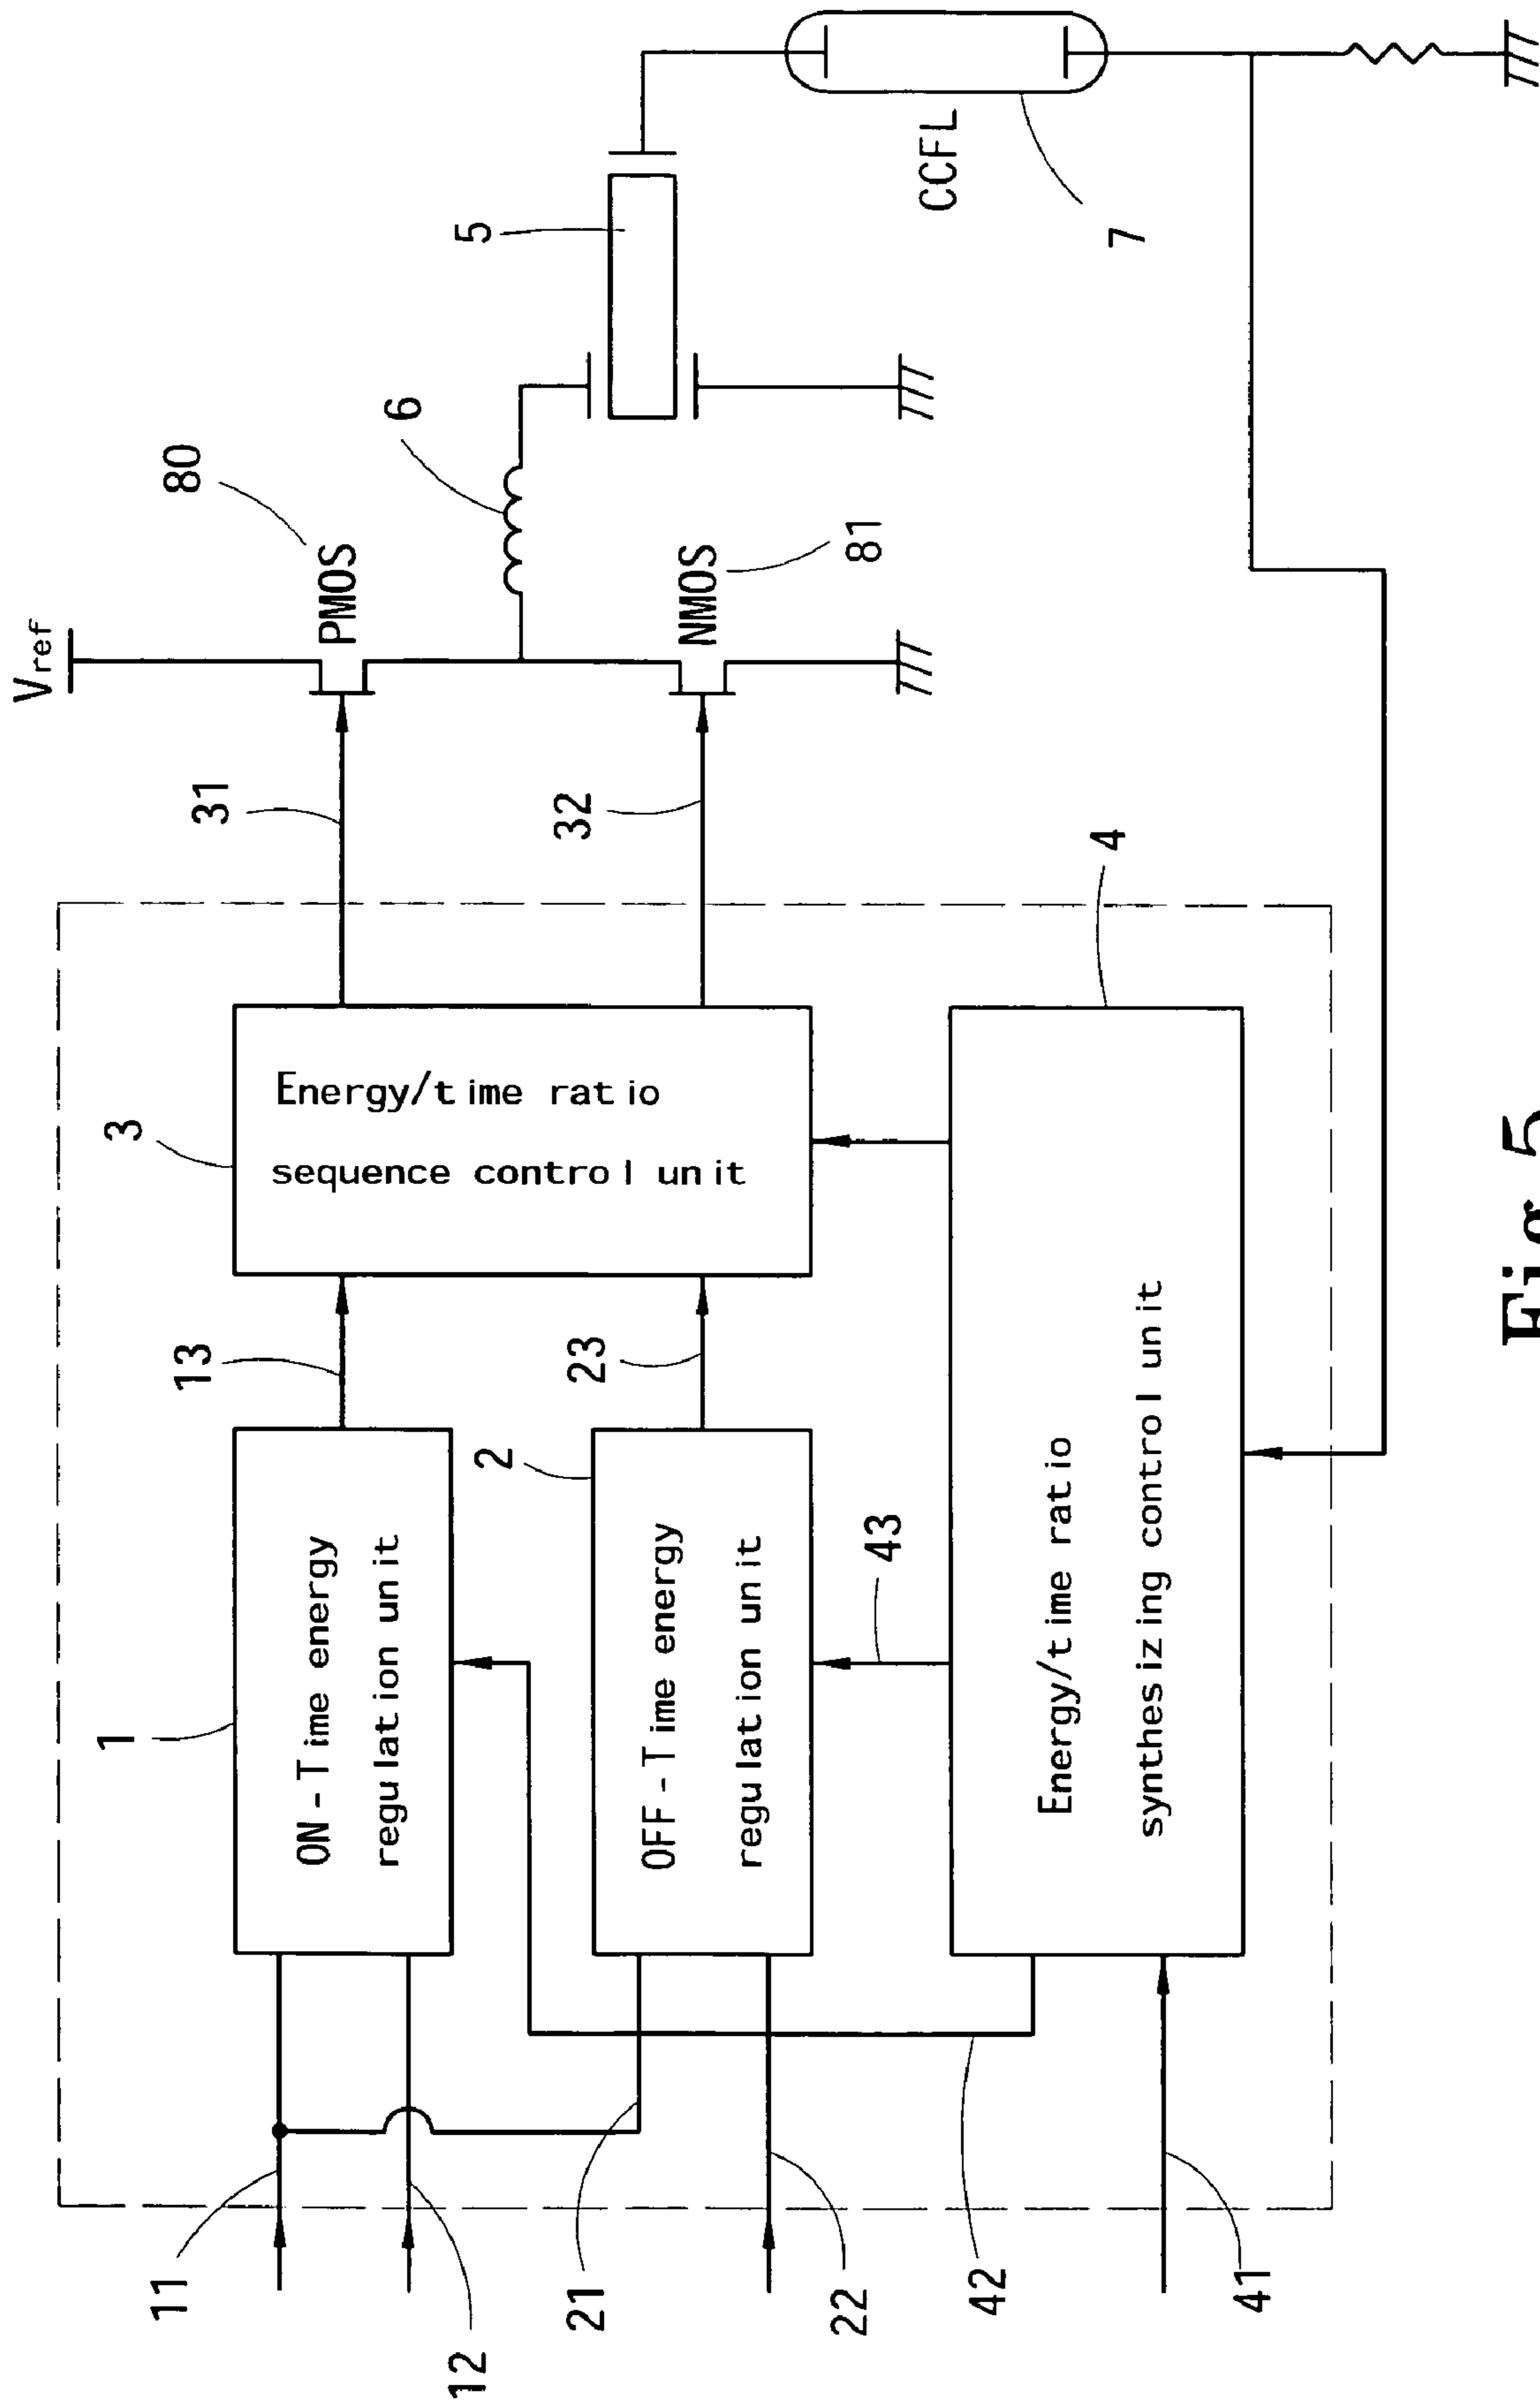 Vref
80
PMOS
6
5
31
NMOS
81
32
CCFL
7
3
Energy/time ratio
sequence control unit
13
23
4
1
ON-Time energy
regulation unit
2
OFF-Time energy
regulation unit
43
Energy/time ratio
synthesizing control unit
11
12
21
22
42
41
Fig 5